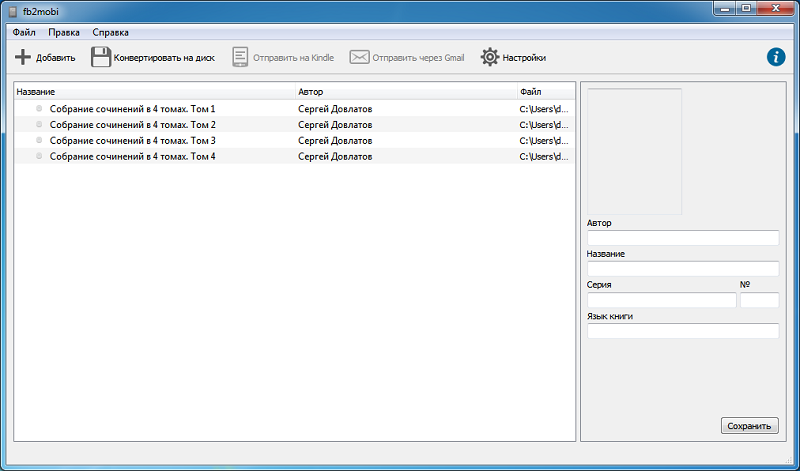 fb2mobi
Файл Правка Справка
Добавить Конвертировать на диск Отправить на Kindle Отправить через Gmail Настройки
Название Автор Файл
Собрание сочинений в 4 томах. Том 1 Сергей Довлатов C:\Users\d...
Собрание сочинений в 4 томах. Том 2 Сергей Довлатов C:\Users\d...
Собрание сочинений в 4 томах. Том 3 Сергей Довлатов C:\Users\d...
Собрание сочинений в 4 томах. Том 4 Сергей Довлатов C:\Users\d...
Автор
Название
Серия №
Язык книги
Сохранить